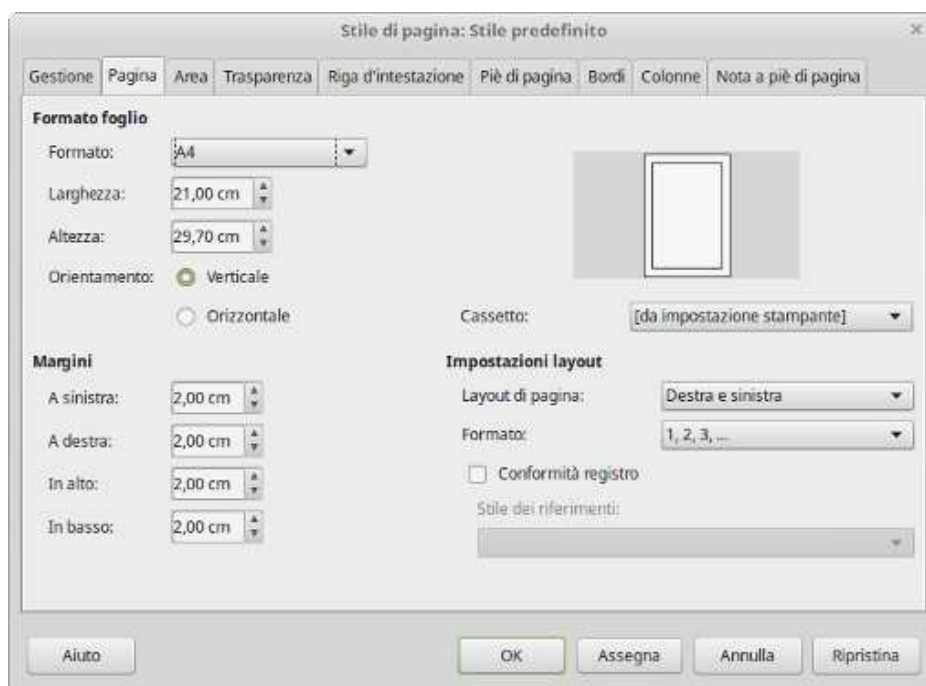 Stile di pagina: Stile predefinito
Gestione Pagina Area Trasparenza Riga d'intestazione Piè di pagina Bordi Colonne Nota a piè di pagina
Formato foglio
Formato: A4
Larghezza: 21,00 cm
Altezza: 29,70 cm
Orientamento: Verticale
Orizzontale
Cassetto: [da impostazione stampante]
Margini
A sinistra: 2,00 cm
A destra: 2,00 cm
In alto: 2,00 cm
In basso: 2,00 cm
Impostazioni layout
Layout di pagina: Destra e sinistra
Formato: 1, 2, 3, ...
Conformità registro
Stile dei riferimenti:
Aiuto OK Assegna Annulla Ripristina